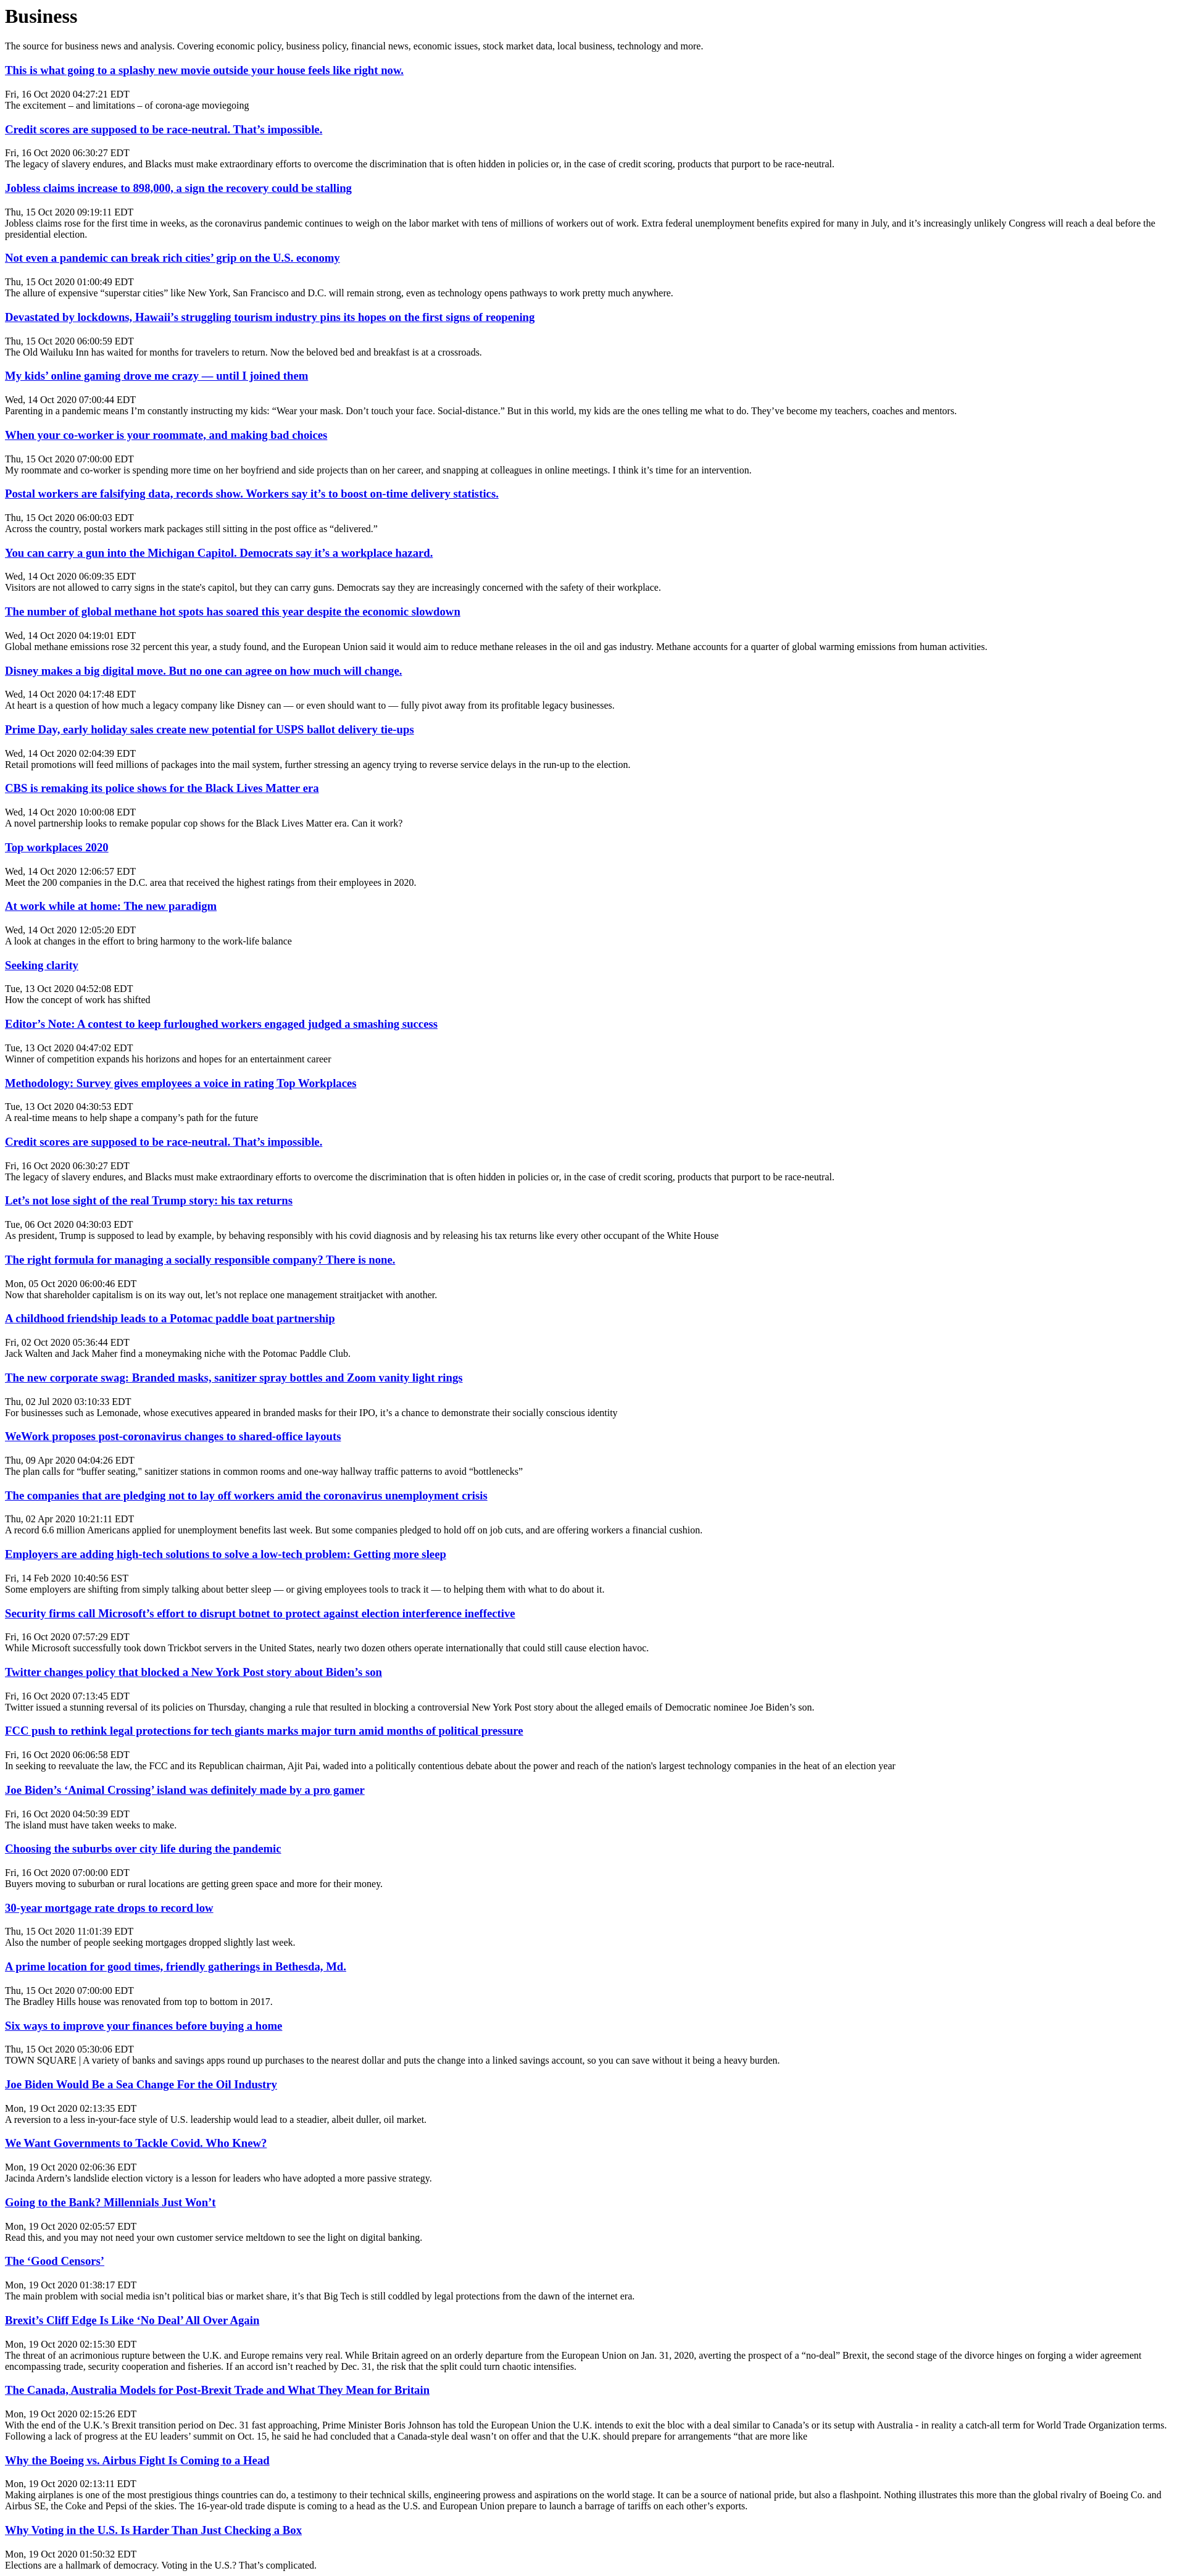 Business
The source for business news and analysis. Covering economic policy, business policy, financial news, economic issues, stock market data, local business, technology and more.
This is what going to a splashy new movie outside your house feels like right now.
Fri, 16 Oct 2020 04:27:21 EDT
The excitement – and limitations – of corona-age moviegoing
Credit scores are supposed to be race-neutral. That’s impossible.
Fri, 16 Oct 2020 06:30:27 EDT
The legacy of slavery endures, and Blacks must make extraordinary efforts to overcome the discrimination that is often hidden in policies or, in the case of credit scoring, products that purport to be race-neutral.
Jobless claims increase to 898,000, a sign the recovery could be stalling
Thu, 15 Oct 2020 09:19:11 EDT
Jobless claims rose for the first time in weeks, as the coronavirus pandemic continues to weigh on the labor market with tens of millions of workers out of work. Extra federal unemployment benefits expired for many in July, and it’s increasingly unlikely Congress will reach a deal before the
presidential election.
Not even a pandemic can break rich cities’ grip on the U.S. economy
Thu, 15 Oct 2020 01:00:49 EDT
The allure of expensive “superstar cities” like New York, San Francisco and D.C. will remain strong, even as technology opens pathways to work pretty much anywhere.
Devastated by lockdowns, Hawaii’s struggling tourism industry pins its hopes on the first signs of reopening
Thu, 15 Oct 2020 06:00:59 EDT
The Old Wailuku Inn has waited for months for travelers to return. Now the beloved bed and breakfast is at a crossroads.
My kids’ online gaming drove me crazy — until I joined them
Wed, 14 Oct 2020 07:00:44 EDT
Parenting in a pandemic means I’m constantly instructing my kids: “Wear your mask. Don’t touch your face. Social-distance.” But in this world, my kids are the ones telling me what to do. They’ve become my teachers, coaches and mentors.
When your co-worker is your roommate, and making bad choices
Thu, 15 Oct 2020 07:00:00 EDT
My roommate and co-worker is spending more time on her boyfriend and side projects than on her career, and snapping at colleagues in online meetings. I think it’s time for an intervention.
Postal workers are falsifying data, records show. Workers say it’s to boost on-time delivery statistics.
Thu, 15 Oct 2020 06:00:03 EDT
Across the country, postal workers mark packages still sitting in the post office as “delivered.”
You can carry a gun into the Michigan Capitol. Democrats say it’s a workplace hazard.
Wed, 14 Oct 2020 06:09:35 EDT
Visitors are not allowed to carry signs in the state's capitol, but they can carry guns. Democrats say they are increasingly concerned with the safety of their workplace.
The number of global methane hot spots has soared this year despite the economic slowdown
Wed, 14 Oct 2020 04:19:01 EDT
Global methane emissions rose 32 percent this year, a study found, and the European Union said it would aim to reduce methane releases in the oil and gas industry. Methane accounts for a quarter of global warming emissions from human activities.
Disney makes a big digital move. But no one can agree on how much will change.
Wed, 14 Oct 2020 04:17:48 EDT
At heart is a question of how much a legacy company like Disney can — or even should want to — fully pivot away from its profitable legacy businesses.
Prime Day, early holiday sales create new potential for USPS ballot delivery tie-ups
Wed, 14 Oct 2020 02:04:39 EDT
Retail promotions will feed millions of packages into the mail system, further stressing an agency trying to reverse service delays in the run-up to the election.
CBS is remaking its police shows for the Black Lives Matter era
Wed, 14 Oct 2020 10:00:08 EDT
A novel partnership looks to remake popular cop shows for the Black Lives Matter era. Can it work?
Top workplaces 2020
Wed, 14 Oct 2020 12:06:57 EDT
Meet the 200 companies in the D.C. area that received the highest ratings from their employees in 2020.
At work while at home: The new paradigm
Wed, 14 Oct 2020 12:05:20 EDT
A look at changes in the effort to bring harmony to the work-life balance
Seeking clarity
Tue, 13 Oct 2020 04:52:08 EDT
How the concept of work has shifted
Editor’s Note: A contest to keep furloughed workers engaged judged a smashing success
Tue, 13 Oct 2020 04:47:02 EDT
Winner of competition expands his horizons and hopes for an entertainment career
Methodology: Survey gives employees a voice in rating Top Workplaces
Tue, 13 Oct 2020 04:30:53 EDT
A real-time means to help shape a company’s path for the future
Credit scores are supposed to be race-neutral. That’s impossible.
Fri, 16 Oct 2020 06:30:27 EDT
The legacy of slavery endures, and Blacks must make extraordinary efforts to overcome the discrimination that is often hidden in policies or, in the case of credit scoring, products that purport to be race-neutral.
Let’s not lose sight of the real Trump story: his tax returns
Tue, 06 Oct 2020 04:30:03 EDT
As president, Trump is supposed to lead by example, by behaving responsibly with his covid diagnosis and by releasing his tax returns like every other occupant of the White House
The right formula for managing a socially responsible company? There is none.
Mon, 05 Oct 2020 06:00:46 EDT
Now that shareholder capitalism is on its way out, let’s not replace one management straitjacket with another.
A childhood friendship leads to a Potomac paddle boat partnership
Fri, 02 Oct 2020 05:36:44 EDT
Jack Walten and Jack Maher find a moneymaking niche with the Potomac Paddle Club.
The new corporate swag: Branded masks, sanitizer spray bottles and Zoom vanity light rings
Thu, 02 Jul 2020 03:10:33 EDT
For businesses such as Lemonade, whose executives appeared in branded masks for their IPO, it’s a chance to demonstrate their socially conscious identity
WeWork proposes post-coronavirus changes to shared-office layouts
Thu, 09 Apr 2020 04:04:26 EDT
The plan calls for “buffer seating," sanitizer stations in common rooms and one-way hallway traffic patterns to avoid “bottlenecks”
The companies that are pledging not to lay off workers amid the coronavirus unemployment crisis
Thu, 02 Apr 2020 10:21:11 EDT
A record 6.6 million Americans applied for unemployment benefits last week. But some companies pledged to hold off on job cuts, and are offering workers a financial cushion.
Employers are adding high-tech solutions to solve a low-tech problem: Getting more sleep
Fri, 14 Feb 2020 10:40:56 EST
Some employers are shifting from simply talking about better sleep — or giving employees tools to track it — to helping them with what to do about it.
Security firms call Microsoft’s effort to disrupt botnet to protect against election interference ineffective
Fri, 16 Oct 2020 07:57:29 EDT
While Microsoft successfully took down Trickbot servers in the United States, nearly two dozen others operate internationally that could still cause election havoc.
Twitter changes policy that blocked a New York Post story about Biden’s son
Fri, 16 Oct 2020 07:13:45 EDT
Twitter issued a stunning reversal of its policies on Thursday, changing a rule that resulted in blocking a controversial New York Post story about the alleged emails of Democratic nominee Joe Biden’s son.
FCC push to rethink legal protections for tech giants marks major turn amid months of political pressure
Fri, 16 Oct 2020 06:06:58 EDT
In seeking to reevaluate the law, the FCC and its Republican chairman, Ajit Pai, waded into a politically contentious debate about the power and reach of the nation's largest technology companies in the heat of an election year
Joe Biden’s ‘Animal Crossing’ island was definitely made by a pro gamer
Fri, 16 Oct 2020 04:50:39 EDT
The island must have taken weeks to make.
Choosing the suburbs over city life during the pandemic
Fri, 16 Oct 2020 07:00:00 EDT
Buyers moving to suburban or rural locations are getting green space and more for their money.
30-year mortgage rate drops to record low
Thu, 15 Oct 2020 11:01:39 EDT
Also the number of people seeking mortgages dropped slightly last week.
A prime location for good times, friendly gatherings in Bethesda, Md.
Thu, 15 Oct 2020 07:00:00 EDT
The Bradley Hills house was renovated from top to bottom in 2017.
Six ways to improve your finances before buying a home
Thu, 15 Oct 2020 05:30:06 EDT
TOWN SQUARE | A variety of banks and savings apps round up purchases to the nearest dollar and puts the change into a linked savings account, so you can save without it being a heavy burden.
Joe Biden Would Be a Sea Change For the Oil Industry
Mon, 19 Oct 2020 02:13:35 EDT
A reversion to a less in-your-face style of U.S. leadership would lead to a steadier, albeit duller, oil market.
We Want Governments to Tackle Covid. Who Knew?
Mon, 19 Oct 2020 02:06:36 EDT
Jacinda Ardern’s landslide election victory is a lesson for leaders who have adopted a more passive strategy.
Going to the Bank? Millennials Just Won’t
Mon, 19 Oct 2020 02:05:57 EDT
Read this, and you may not need your own customer service meltdown to see the light on digital banking.
The ‘Good Censors’
Mon, 19 Oct 2020 01:38:17 EDT
The main problem with social media isn’t political bias or market share, it’s that Big Tech is still coddled by legal protections from the dawn of the internet era.
Brexit’s Cliff Edge Is Like ‘No Deal’ All Over Again
Mon, 19 Oct 2020 02:15:30 EDT
The threat of an acrimonious rupture between the U.K. and Europe remains very real. While Britain agreed on an orderly departure from the European Union on Jan. 31, 2020, averting the prospect of a “no-deal” Brexit, the second stage of the divorce hinges on forging a wider agreement
encompassing trade, security cooperation and fisheries. If an accord isn’t reached by Dec. 31, the risk that the split could turn chaotic intensifies.
The Canada, Australia Models for Post-Brexit Trade and What They Mean for Britain
Mon, 19 Oct 2020 02:15:26 EDT
With the end of the U.K.’s Brexit transition period on Dec. 31 fast approaching, Prime Minister Boris Johnson has told the European Union the U.K. intends to exit the bloc with a deal similar to Canada’s or its setup with Australia - in reality a catch-all term for World Trade Organization terms.
Following a lack of progress at the EU leaders’ summit on Oct. 15, he said he had concluded that a Canada-style deal wasn’t on offer and that the U.K. should prepare for arrangements “that are more like
Why the Boeing vs. Airbus Fight Is Coming to a Head
Mon, 19 Oct 2020 02:13:11 EDT
Making airplanes is one of the most prestigious things countries can do, a testimony to their technical skills, engineering prowess and aspirations on the world stage. It can be a source of national pride, but also a flashpoint. Nothing illustrates this more than the global rivalry of Boeing Co. and
Airbus SE, the Coke and Pepsi of the skies. The 16-year-old trade dispute is coming to a head as the U.S. and European Union prepare to launch a barrage of tariffs on each other’s exports.
Why Voting in the U.S. Is Harder Than Just Checking a Box
Mon, 19 Oct 2020 01:50:32 EDT
Elections are a hallmark of democracy. Voting in the U.S.? That’s complicated.